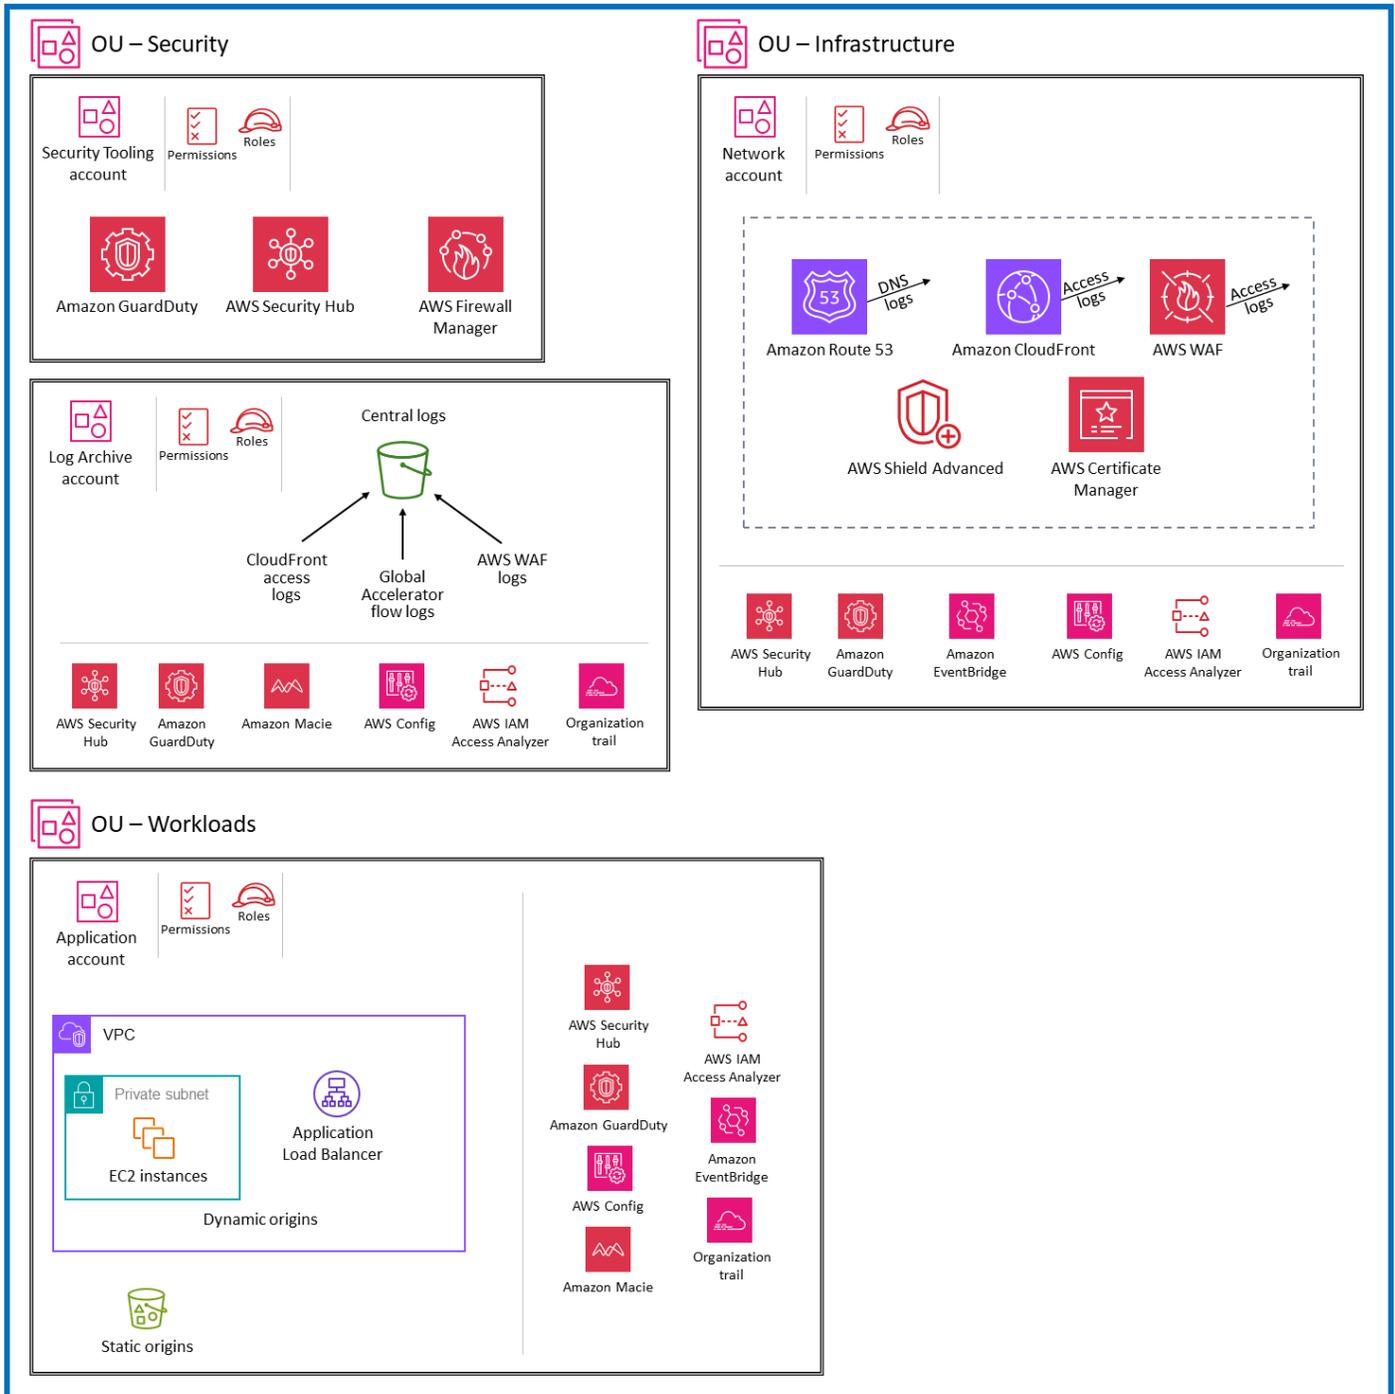 OU – Security
Security Tooling
account
Permissions
Roles
Amazon GuardDuty
AWS Security Hub
AWS Firewall
Manager
Log Archive
account
Permissions
Roles
Central logs
CloudFront
access
logs
Global
Accelerator
flow logs
AWS WAF
logs
AWS Security
Hub
Amazon
GuardDuty
Amazon Macie
AWS Config
AWS IAM
Access Analyzer
Organization
trail
OU – Infrastructure
Network
account
Permissions
Roles
53
DNS
logs
Amazon Route 53
Access
logs
Amazon CloudFront
Access
logs
AWS WAF
AWS Shield Advanced
AWS Certificate
Manager
AWS Security
Hub
Amazon
GuardDuty
Amazon
EventBridge
AWS Config
AWS IAM
Access Analyzer
Organization
trail
OU – Workloads
Application
account
Permissions
Roles
VPC
Private subnet
EC2 instances
Application
Load Balancer
Dynamic origins
Static origins
AWS Security
Hub
Amazon GuardDuty
AWS Config
Amazon Macie
AWS IAM
Access Analyzer
Amazon
EventBridge
Organization
trail